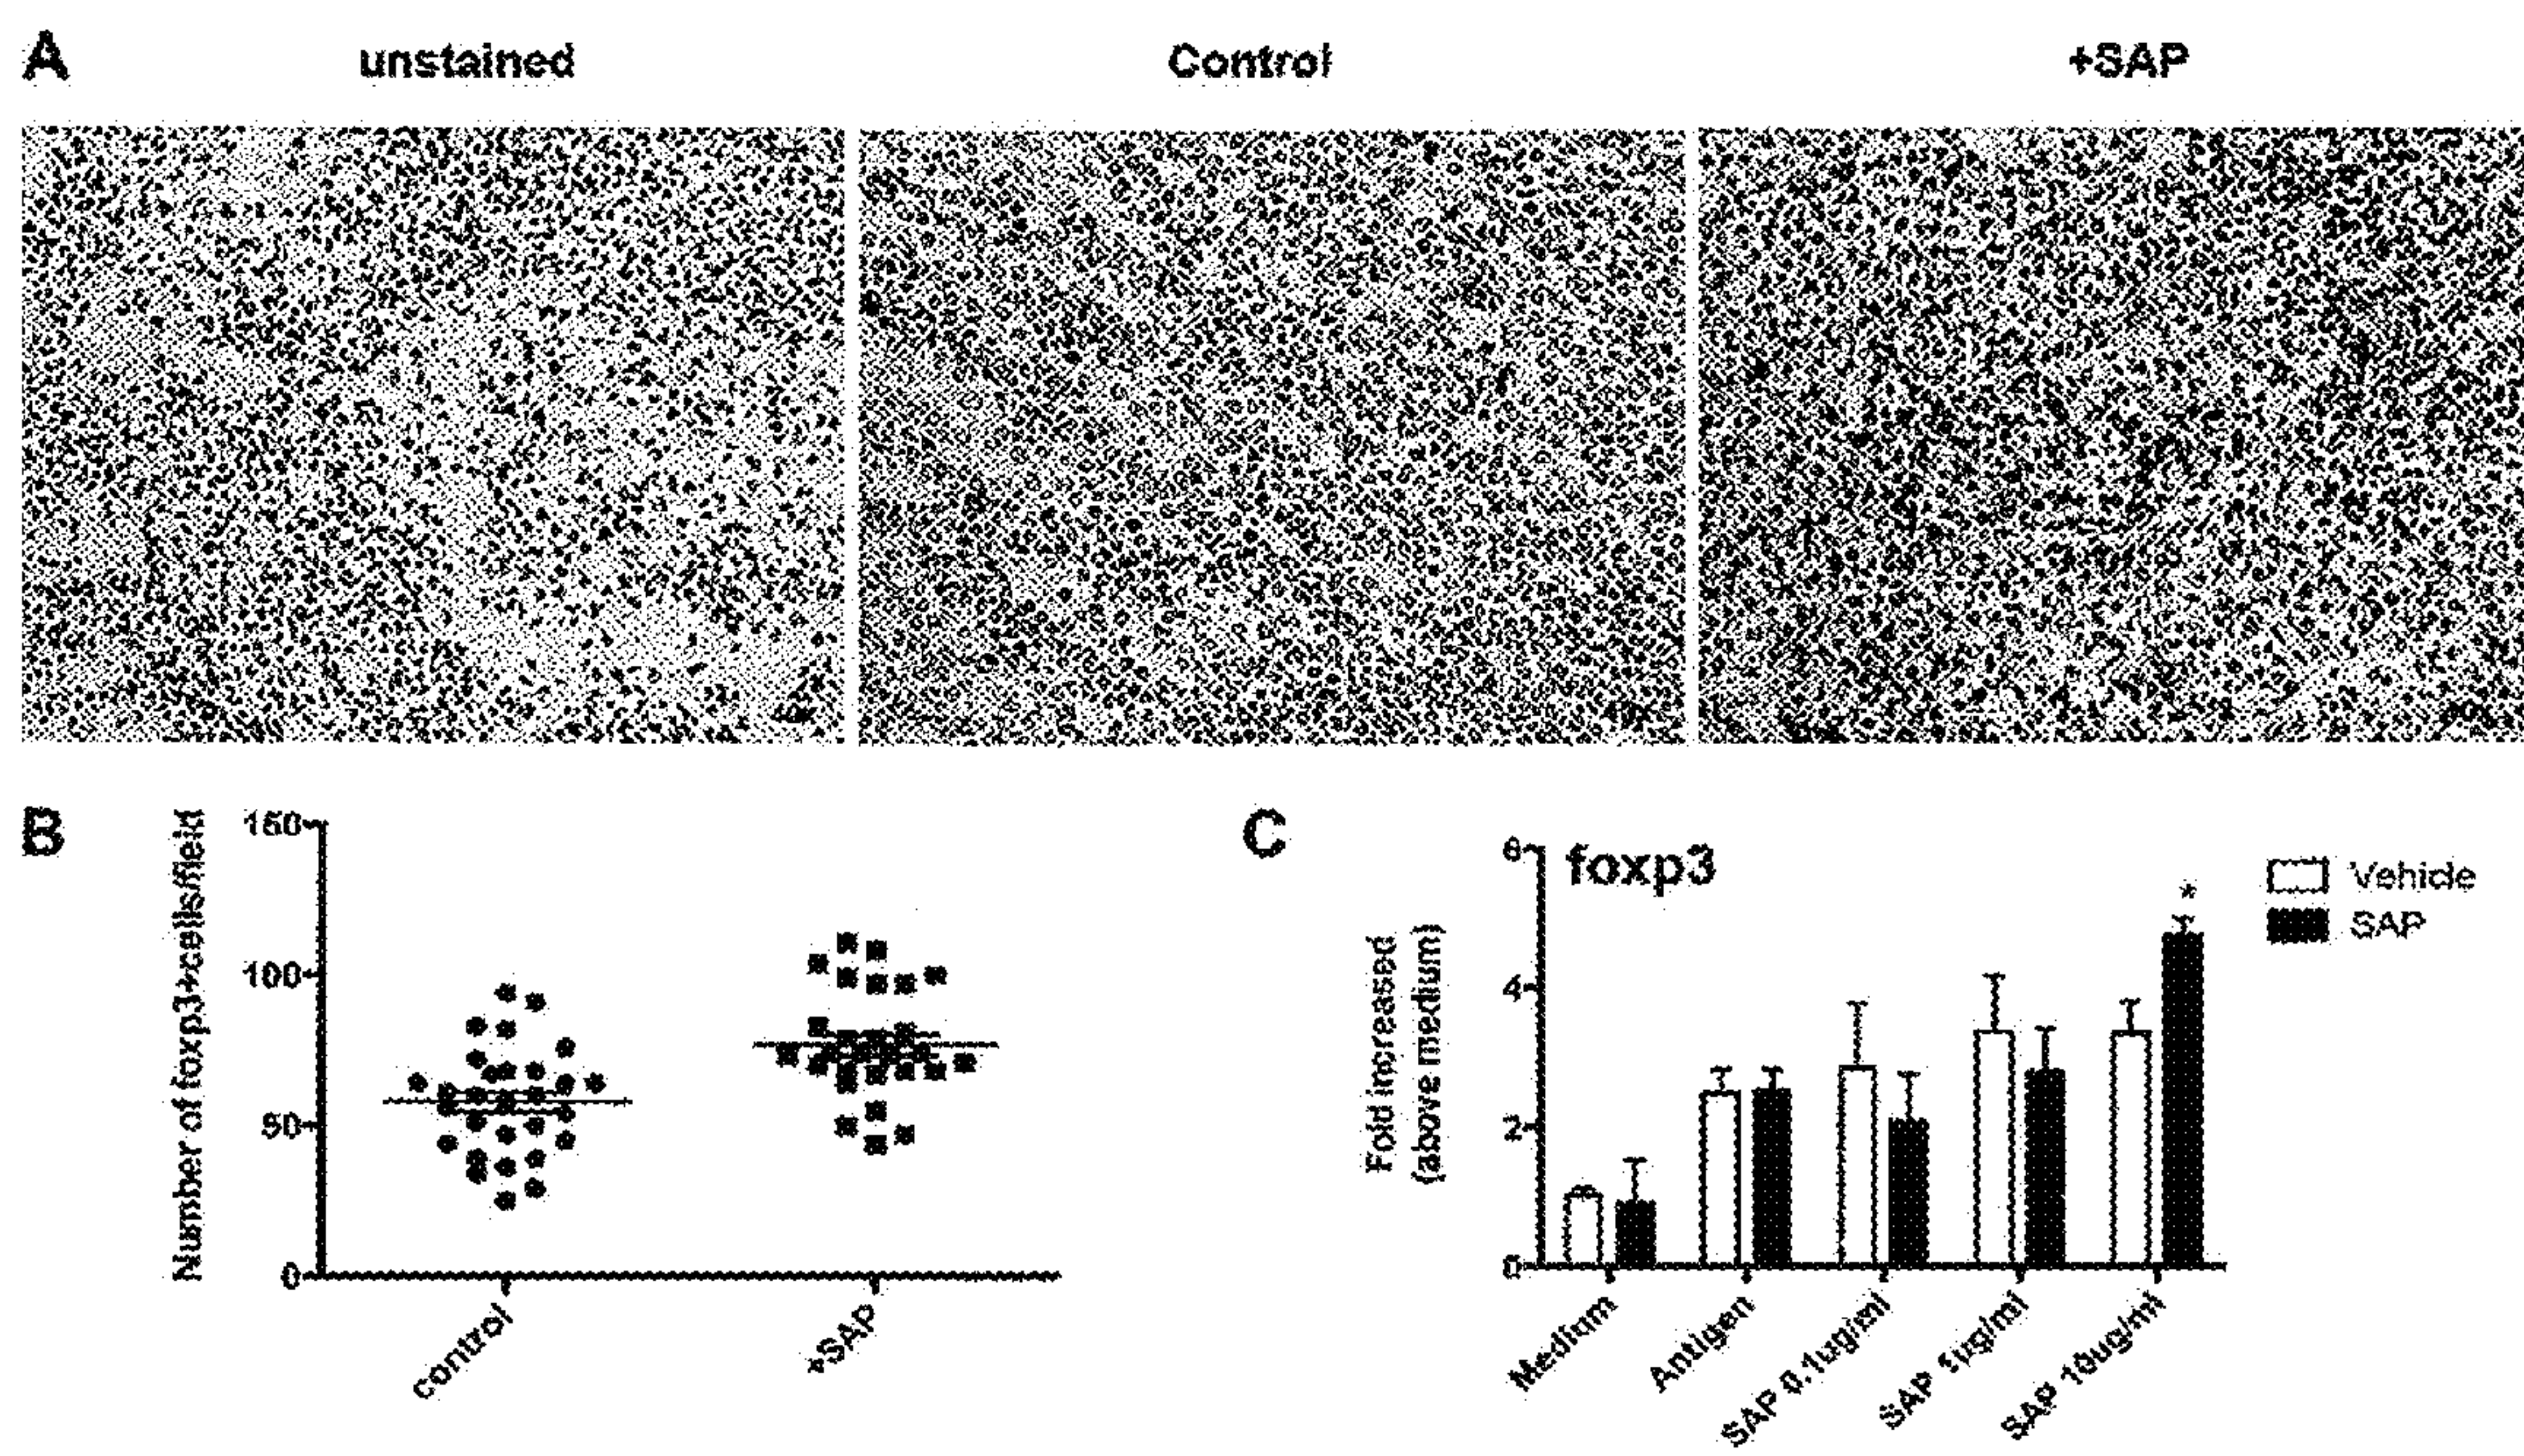 A
unstained
Control
+SAP
B
Number of foxp3+cells/field
150
100
50
0
control
+SAP
C
foxp3
Fold increased
(above medium)
6
4
2
0
Medium
Antigen
SAP 0.1ug/ml
SAP 1ug/ml
SAP 10ug/ml
*
Vehicle
SAP